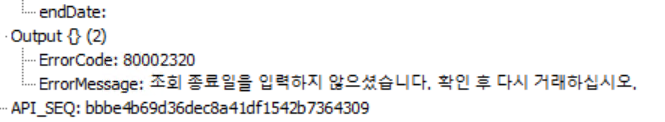 endDate:
Output {} (2)
ErrorCode: 80002320
ErrorMessage: 조회 종료일을 입력하지 않으셨습니다. 확인 후 다시 거래하십시오.
API_SEQ: bbbe4b69d36dec8a41df1542b7364309